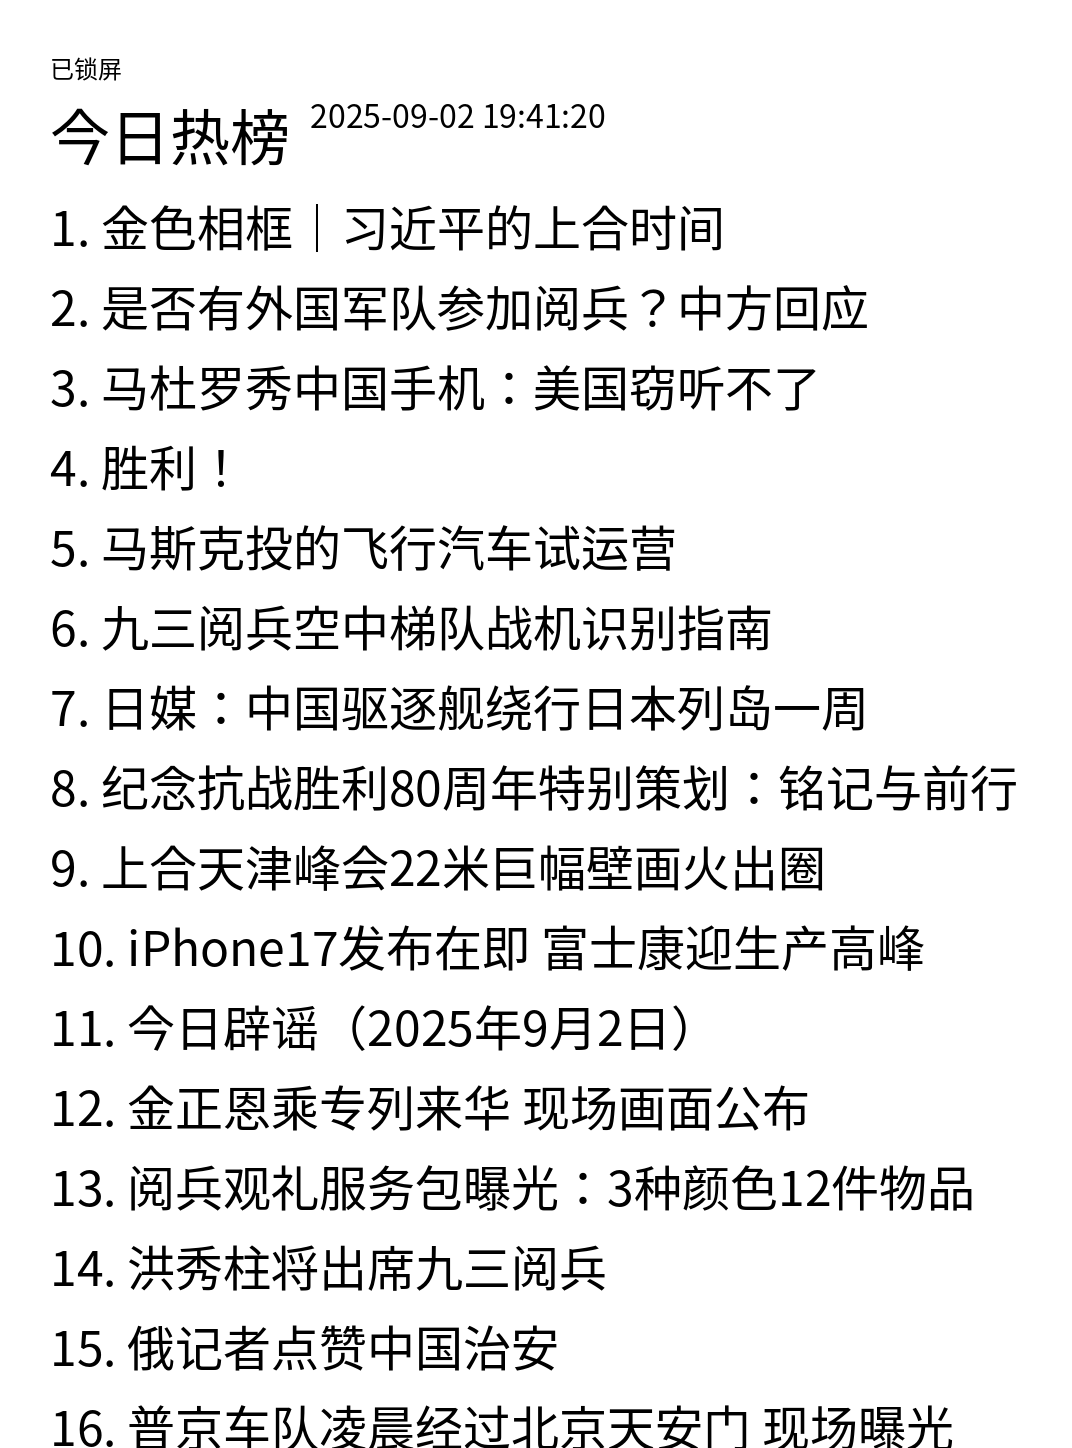 已锁屏
今日热榜 2025-09-02 19:41:20
1. 金色相框｜习近平的上合时间
2. 是否有外国军队参加阅兵？中方回应
3. 马杜罗秀中国手机：美国窃听不了
4. 胜利！
5. 马斯克投的飞行汽车试运营
6. 九三阅兵空中梯队战机识别指南
7. 日媒：中国驱逐舰绕行日本列岛一周
8. 纪念抗战胜利80周年特别策划：铭记与前行
9. 上合天津峰会22米巨幅壁画火出圈
10. iPhone17发布在即 富士康迎生产高峰
11. 今日辟谣（2025年9月2日）
12. 金正恩乘专列来华 现场画面公布
13. 阅兵观礼服务包曝光：3种颜色12件物品
14. 洪秀柱将出席九三阅兵
15. 俄记者点赞中国治安
16. 普京车队凌晨经过北京天安门 现场曝光